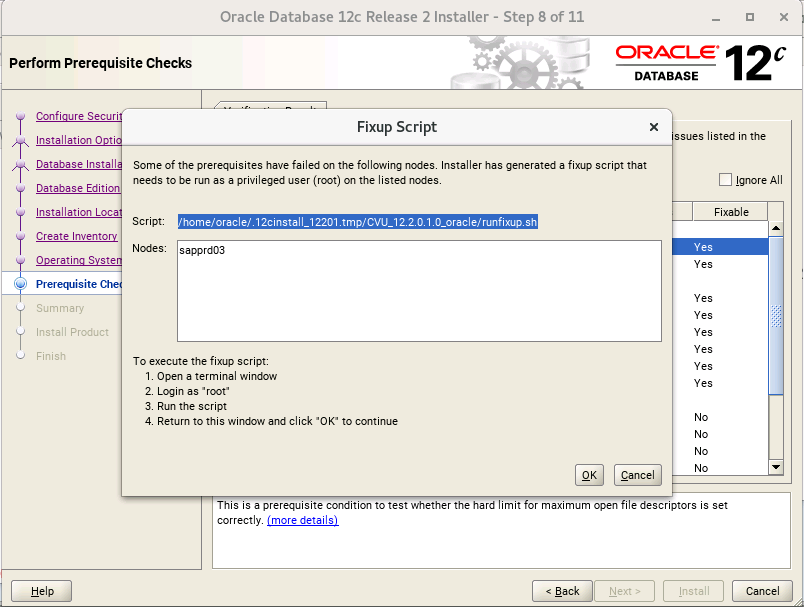 Oracle Database 12c Release 2 Installer - Step 8 of 11
Perform Prerequisite Checks
ORACLE
DATABASE
12c
Configure Securit
Installation Optio
Database Installa
Database Edition
Installation Locat
Create Inventory
Operating System
Prerequisite Chec
Summary
Install Product
Finish
issues listed in the
Ignore All
Fixable
Yes
Yes
Yes
Yes
Yes
Yes
Yes
Yes
No
No
No
No
Fixup Script
Some of the prerequisites have failed on the following nodes. Installer has generated a fixup script that
needs to be run as a privileged user (root) on the listed nodes.
Script: /home/oracle/.12cinstall_12201.tmp/CVU_12.2.0.1.0_oracle/runfixup.sh
Nodes: sapprd03
To execute the fixup script:
1. Open a terminal window
2. Login as "root"
3. Run the script
4. Return to this window and click "OK" to continue
OK Cancel
This is a prerequisite condition to test whether the hard limit for maximum open file descriptors is set
correctly. (more details)
Help < Back Next > Install Cancel